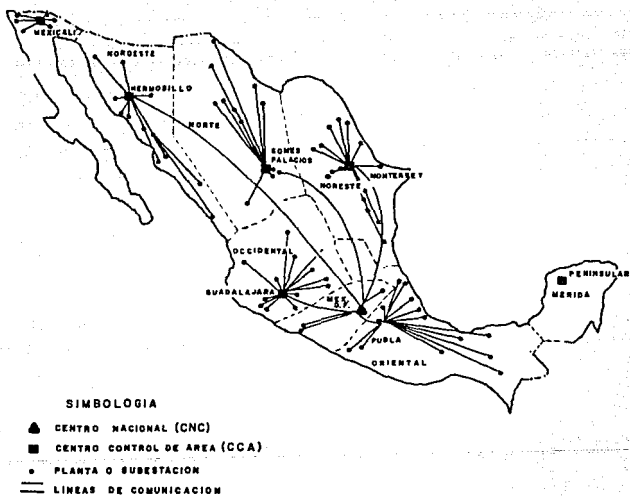 MEXICALI
NOROESTE
HERMOSILLO
NORTE
GOMES
PALACIOS
MONTERREY
NORESTE
OCCIDENTAL
GUADALAJARA
MEX.
D.F.
PUEBLA
ORIENTAL
PENINSULAR
MERIDA
SIMBOLOGIA
CENTRO NACIONAL (CNC)
CENTRO CONTROL DE AREA (CCA)
PLANTA O SUBESTACION
LINEAS DE COMUNICACION